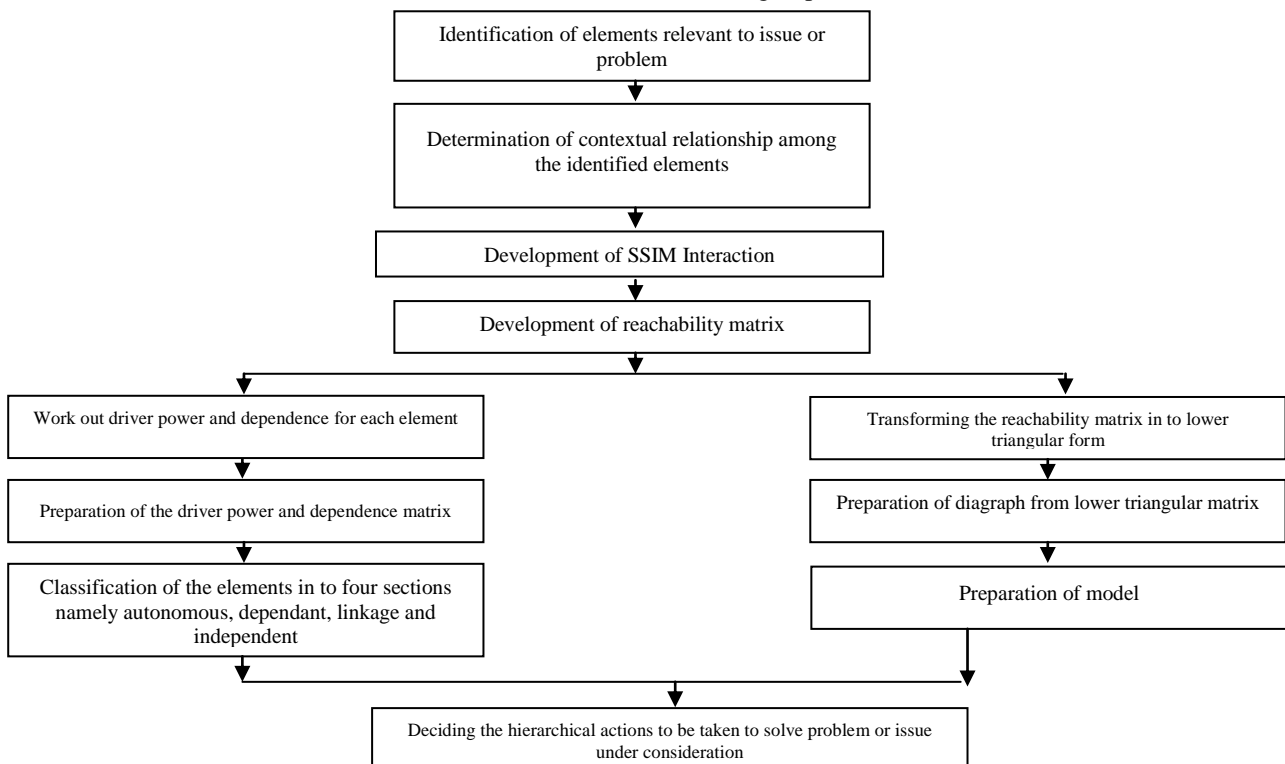 Identification of elements relevant to issue or
problem
Determination of contextual relationship among
the identified elements
Development of SSIM Interaction
Development of reachability matrix
Work out driver power and dependence for each element
Preparation of the driver power and dependence matrix
Classification of the elements in to four sections
namely autonomous, dependant, linkage and
independent
Transforming the reachability matrix in to lower
triangular form
Preparation of diagraph from lower triangular matrix
Preparation of model
Deciding the hierarchical actions to be taken to solve problem or issue
under consideration